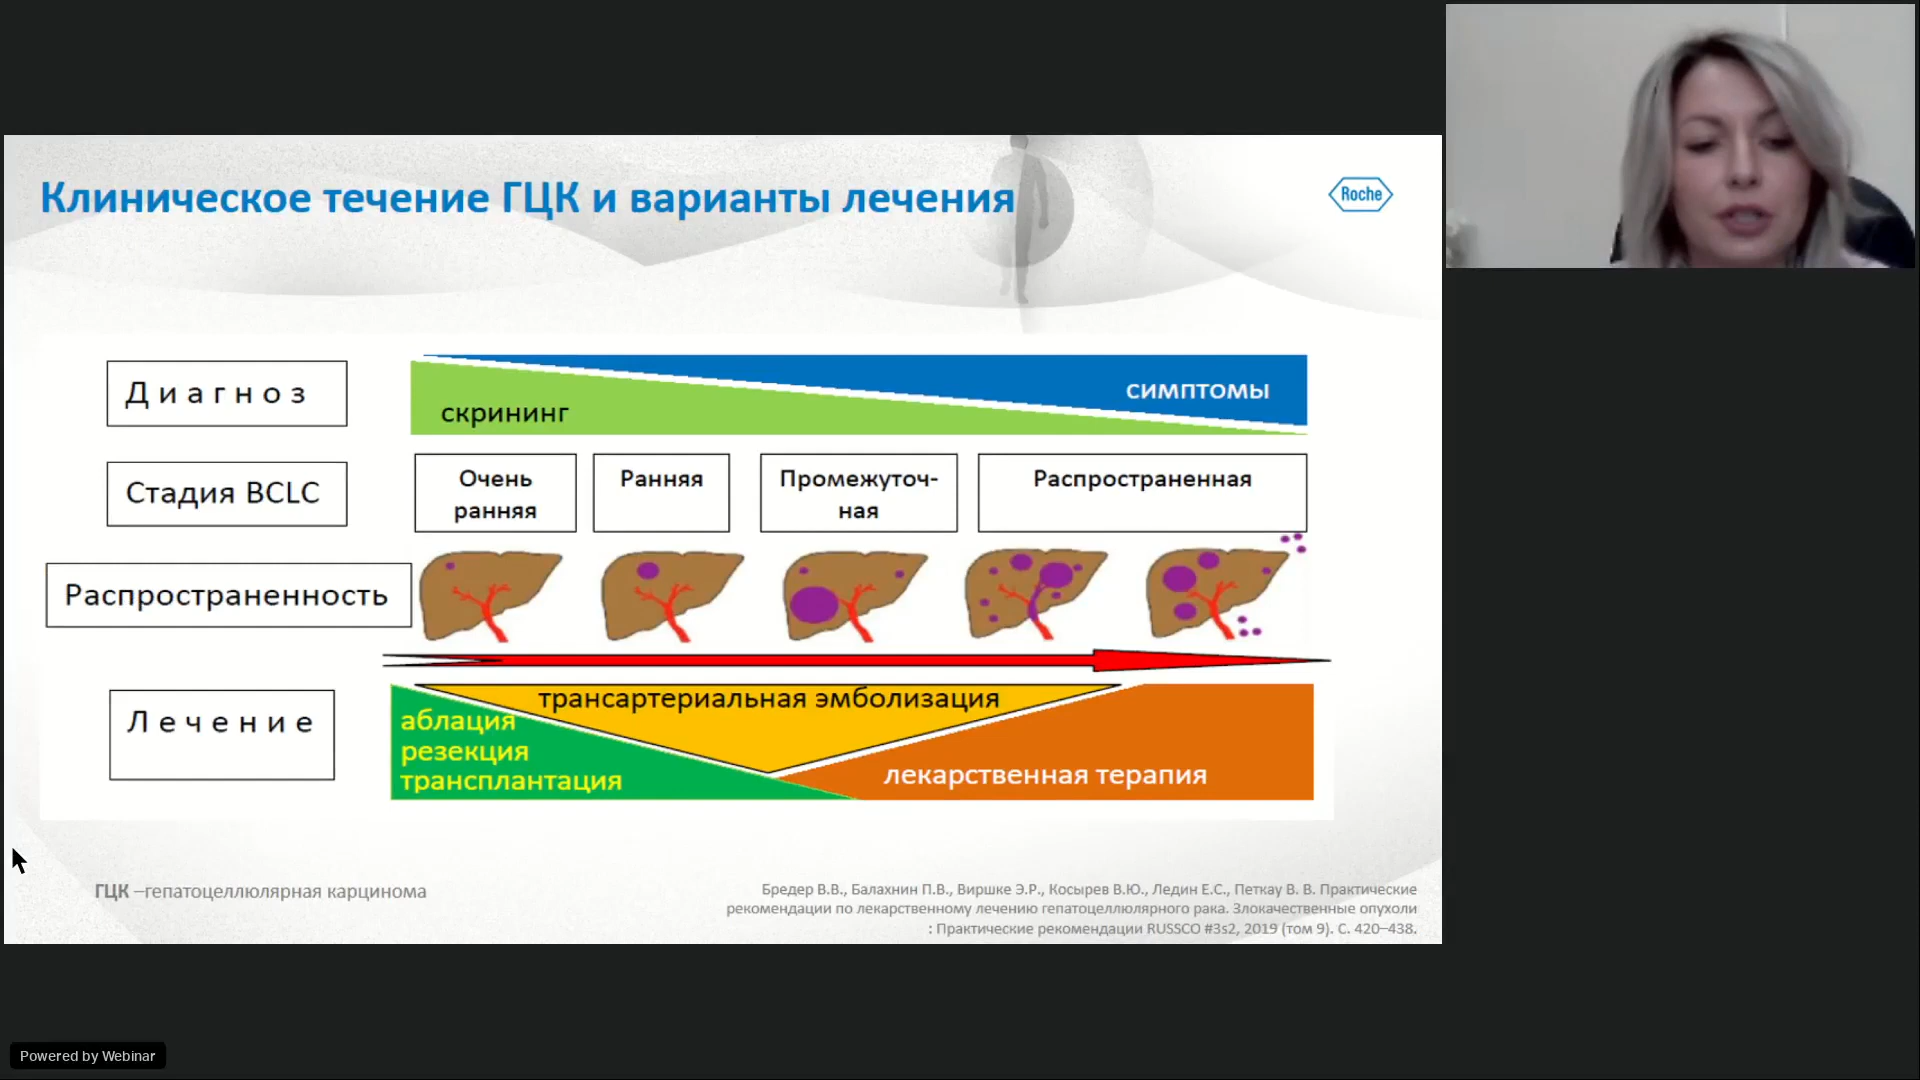 Клиническое течение ГЦК и варианты лечения
Roche
Диагноз
скрининг
симптомы
Стадия BCLC
Очень
ранняя
Ранняя
Промежуточ-
ная
Распространенная
Распространенность
Лечение
трансартериальная эмболизация
аблация
резекция
трансплантация
лекарственная терапия
ГЦК –гепатоцеллюлярная карцинома
Бредер В.В., Балахнин П.В., Виршке Э.Р., Косырев В.Ю., Ледин Е.С., Петкау В. В. Практические
рекомендации по лекарственному лечению гепатоцеллюлярного рака. Злокачественные опухоли
: Практические рекомендации RUSSCO #3s2, 2019 (том 9). С. 420–438.
Powered by Webinar